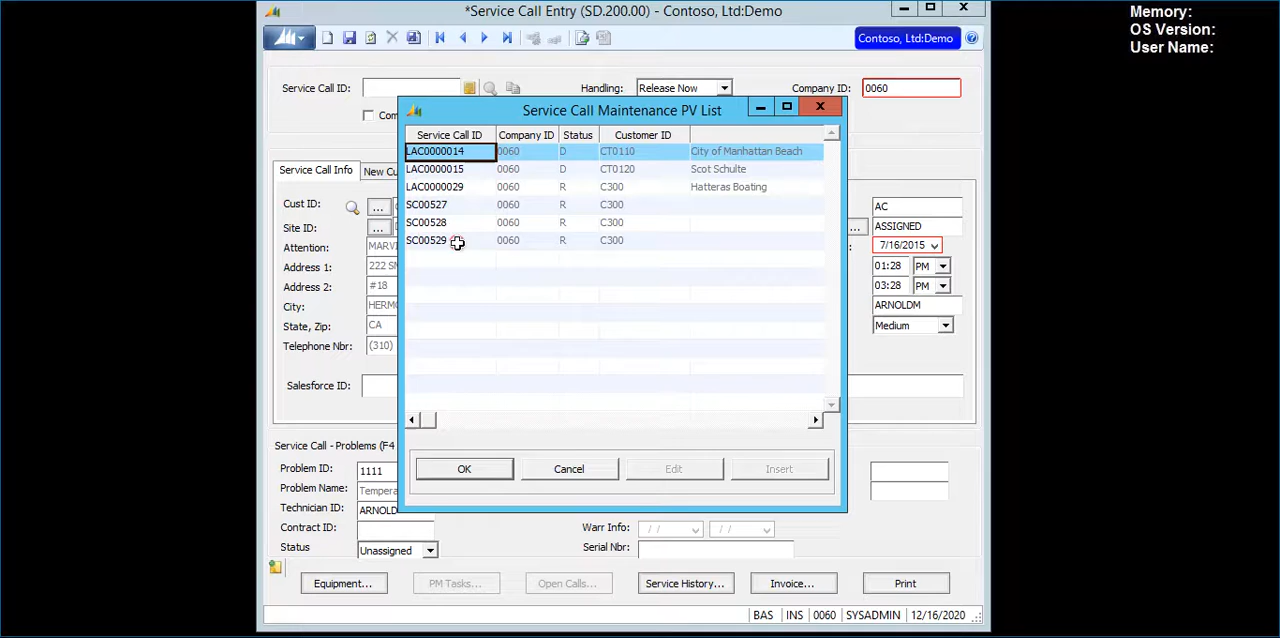 *Service Call Entry (SD.200.00) - Contoso, Ltd:Demo
Memory:
OS Version:
User Name:
Contoso, Ltd:Demo
Service Call ID:
Handling:
Release Now
Company ID:
0060
Service Call Maintenance PV List
Service Call ID Company ID Status Customer ID
LAC0000014 0060 D CT0110 City of Manhattan Beach
LAC0000015 0060 D CT0120 Scot Schulte
LAC0000029 0060 R C300 Hatteras Boating
SC00527 0060 R C300
SC00528 0060 R C300
SC00529 0060 R C300
OK Cancel Edit Insert
Service Call Info
Cust ID: ...
AC
Site ID: ...
... ASSIGNED
Attention:
7/16/2015
Address 1: 222
01:28 PM
Address 2: #18
03:28 PM
City:
ARNOLDM
State, Zip: CA
Medium
Telephone Nbr: (310)
Salesforce ID:
Service Call - Problems (F4
Problem ID: 1111
Problem Name:
Technician ID:
Contract ID:
Warr Info: / / / /
Status Unassigned
Serial Nbr:
Equipment... PM Tasks... Open Calls... Service History... Invoice... Print
BAS INS 0060 SYSADMIN 12/16/2020